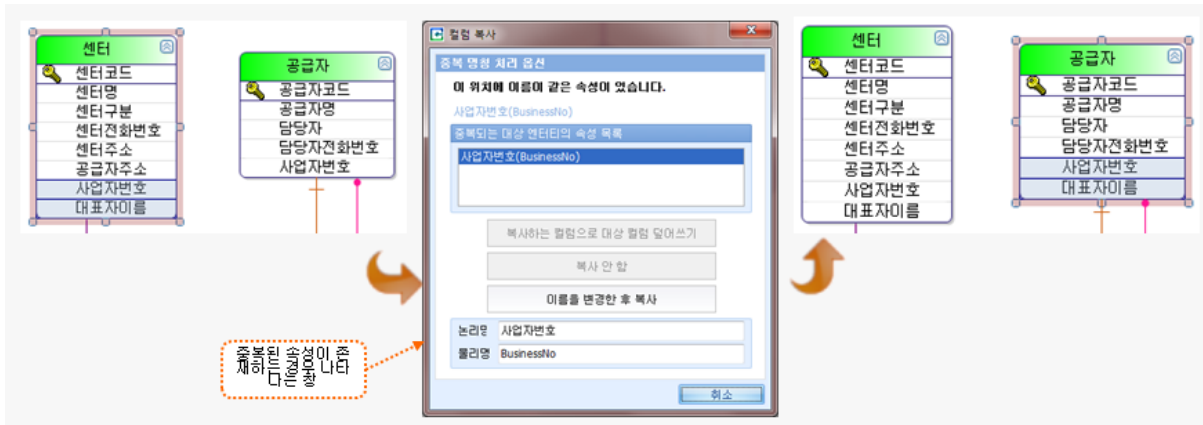 센터
센터코드
센터명
센터구분
센터전화번호
센터주소
공급자주소
사업자번호
대표자이름
공급자
공급자코드
공급자명
담당자
담당자전화번호
사업자번호
컬럼 복사
중복 명칭 처리 옵션
이 위치에 이름이 같은 속성이 있습니다.
사업자번호(BusinessNo)
중복되는 대상 엔터티의 속성 목록
사업자번호(BusinessNo)
복사하는 컬럼으로 대상 컬럼 덮어쓰기
복사 안 함
이름을 변경한 후 복사
논리명 사업자번호
물리명 BusinessNo
취소
중복된 속성이 존
재하는 경우 나타
나는 창
센터
센터코드
센터명
센터구분
센터전화번호
센터주소
공급자주소
사업자번호
대표자이름
공급자
공급자코드
공급자명
담당자
담당자전화번호
사업자번호
대표자이름